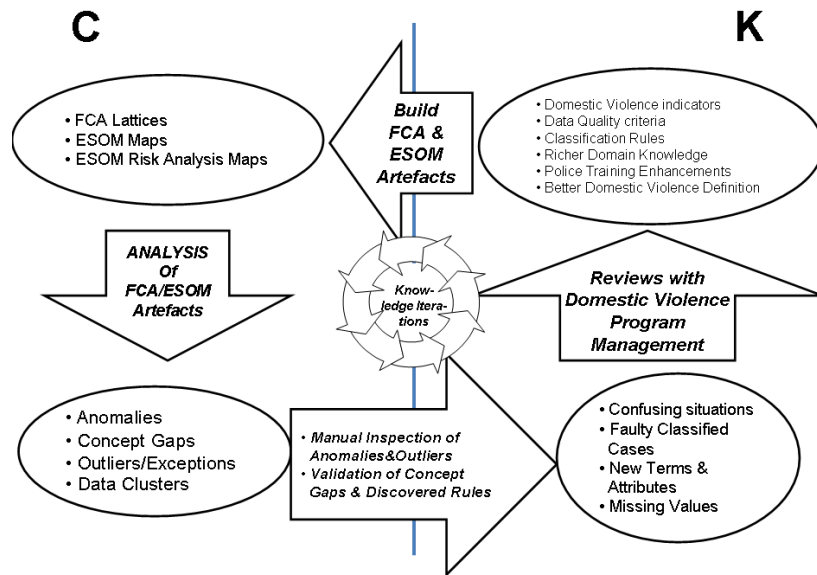 C
K
• FCA Lattices
• ESOM Maps
• ESOM Risk Analysis Maps
Build
FCA &
ESOM
Artefacts
• Domestic Violence indicators
• Data Quality criteria
• Classification Rules
• Richer Domain Knowledge
• Police Training Enhancements
• Better Domestic Violence Definition
ANALYSIS
Of
FCA/ESOM
Artefacts
Know-
ledge Itera-
tions
Reviews with
Domestic Violence
Program
Management
• Anomalies
• Concept Gaps
• Outliers/Exceptions
• Data Clusters
• Manual Inspection of
Anomalies&Outliers
• Validation of Concept
Gaps & Discovered Rules
• Confusing situations
• Faulty Classified
Cases
• New Terms &
Attributes
• Missing Values